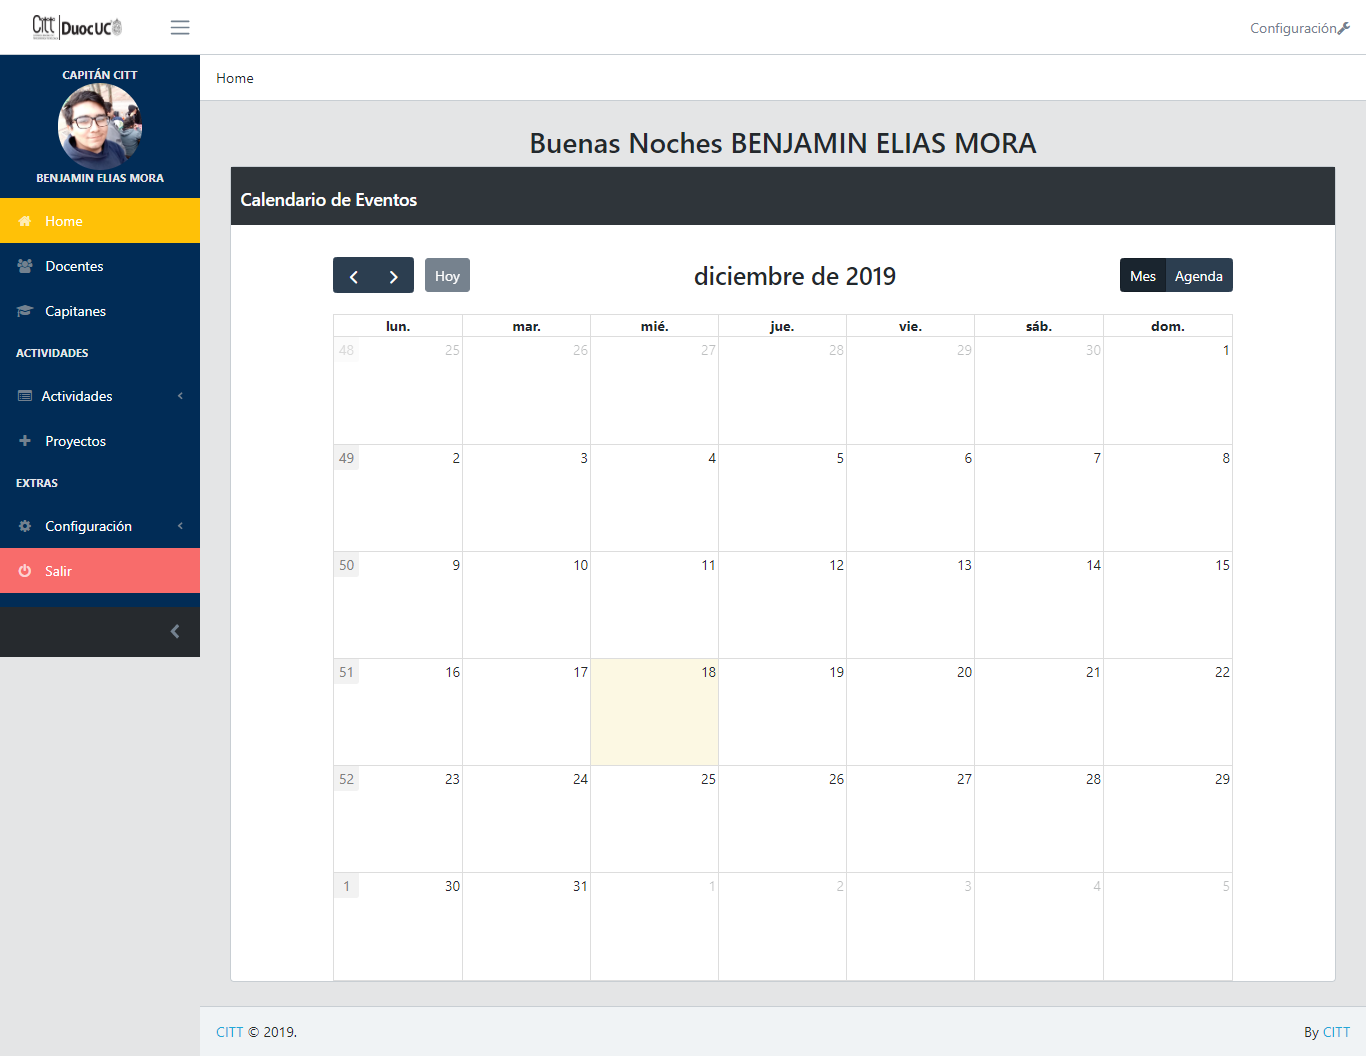 Citt DuocUC
Configuración
CAPITÁN CITT
BENJAMIN ELIAS MORA
Home
Docentes
Capitanes
ACTIVIDADES
Actividades
Proyectos
EXTRAS
Configuración
Salir
Home
Buenas Noches BENJAMIN ELIAS MORA
Calendario de Eventos
Hoy
diciembre de 2019
Mes Agenda
lun. mar. mié. jue. vie. sáb. dom.
48 25 26 27 28 29 30 1
49 2 3 4 5 6 7 8
50 9 10 11 12 13 14 15
51 16 17 18 19 20 21 22
52 23 24 25 26 27 28 29
1 30 31 1 2 3 4 5
CITT © 2019.
By CITT